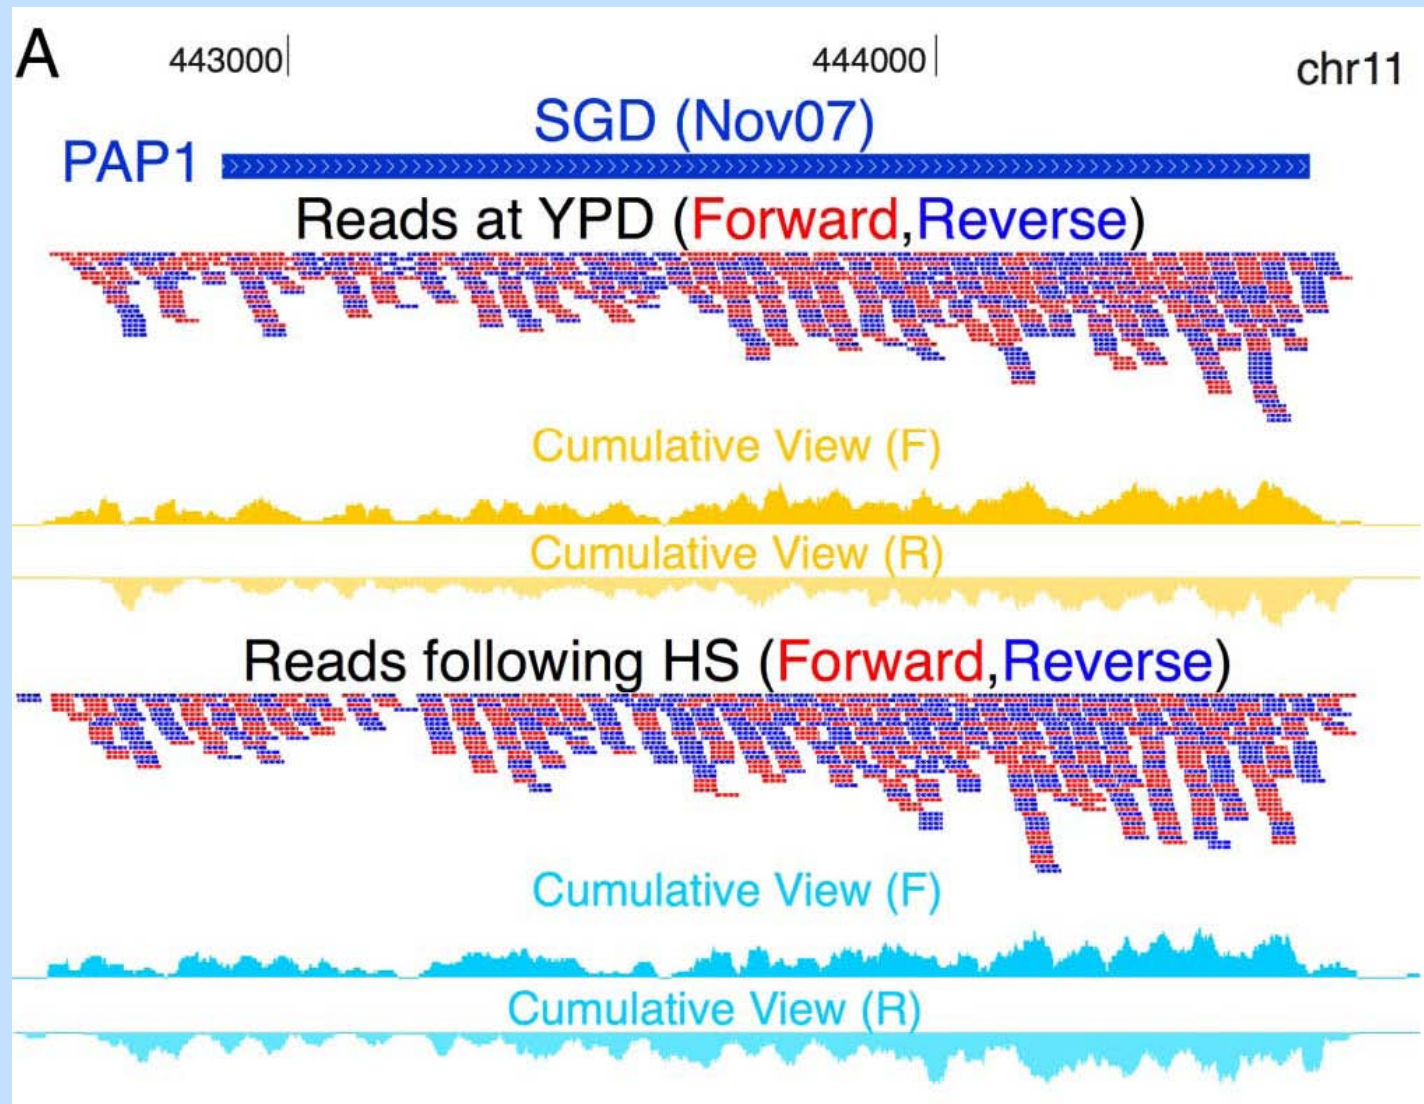 A
443000 444000 chr11
SGD (Nov07)
PAP1
Reads at YPD (Forward,Reverse)
Cumulative View (F)
Cumulative View (R)
Reads following HS (Forward,Reverse)
Cumulative View (F)
Cumulative View (R)